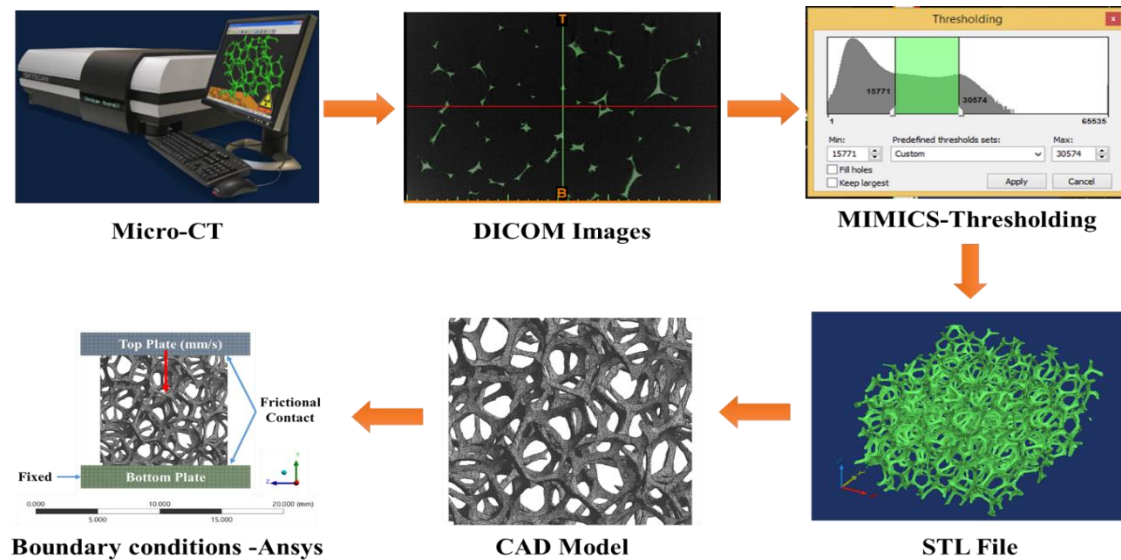 T
B
Micro-CT
DICOM Images
Thresholding
x
15771
30574
1
65535
Min:
Predefined thresholds sets:
Max:
15771
Custom
30574
Fill holes
Keep largest
Apply
Cancel
MIMICS-Thresholding
Top Plate (mm/s)
Frictional
Contact
Fixed
Bottom Plate
Y
Z
0.000
10.000
20.000 (mm)
5.000
15.000
Boundary conditions -Ansys
CAD Model
STL File